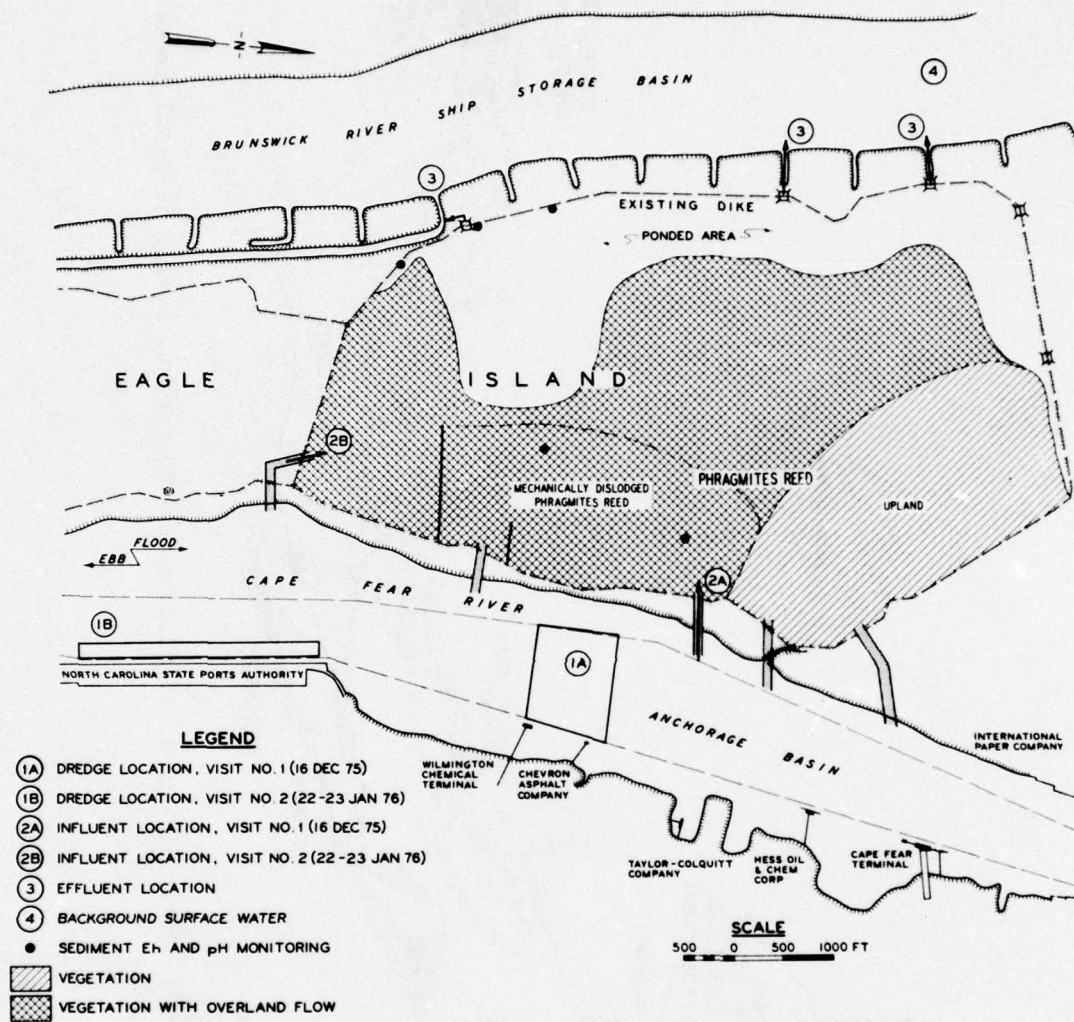 N
BRUNSWICK RIVER SHIP STORAGE BASIN
4
3
3
3
EXISTING DIKE
PONDED AREA
EAGLE ISLAND
2B
MECHANICALLY DISLODGED
PHRAGMITES REED
PHRAGMITES REED
UPLAND
FLOOD
EBB
CAPE FEAR RIVER
2A
1B
1A
NORTH CAROLINA STATE PORTS AUTHORITY
ANCHORAGE BASIN
INTERNATIONAL
PAPER COMPANY
WILMINGTON
CHEMICAL
TERMINAL
CHEVRON
ASPHALT
COMPANY
TAYLOR-COLQUITT
COMPANY
HESS OIL
& CHEM
CORP
CAPE FEAR
TERMINAL
LEGEND
1A DREDGE LOCATION, VISIT NO. 1 (16 DEC 75)
1B DREDGE LOCATION, VISIT NO. 2 (22-23 JAN 76)
2A INFLUENT LOCATION, VISIT NO. 1 (16 DEC 75)
2B INFLUENT LOCATION, VISIT NO. 2 (22-23 JAN 76)
3 EFFLUENT LOCATION
4 BACKGROUND SURFACE WATER
SEDIMENT Eh AND pH MONITORING
VEGETATION
VEGETATION WITH OVERLAND FLOW
SCALE
500 0 500 1000 FT